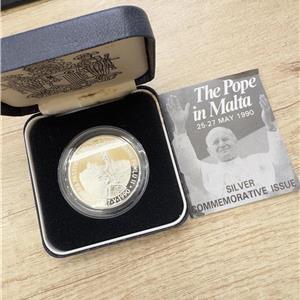 The Pope
in Malta
25-27 MAY 1990
SILVER
COMMEMORATIVE ISSUE